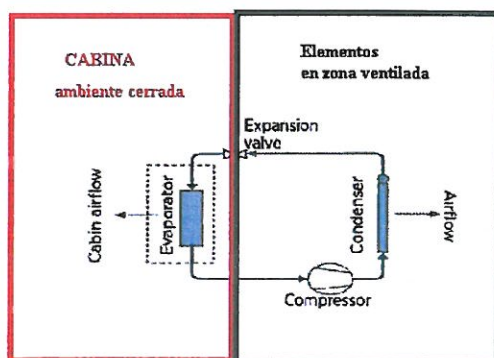 CABINA
ambiente cerrada
Elementos
en zona ventilada
Expansion
valve
Cabin airflow
Evaporator
Condenser
Airflow
Compressor